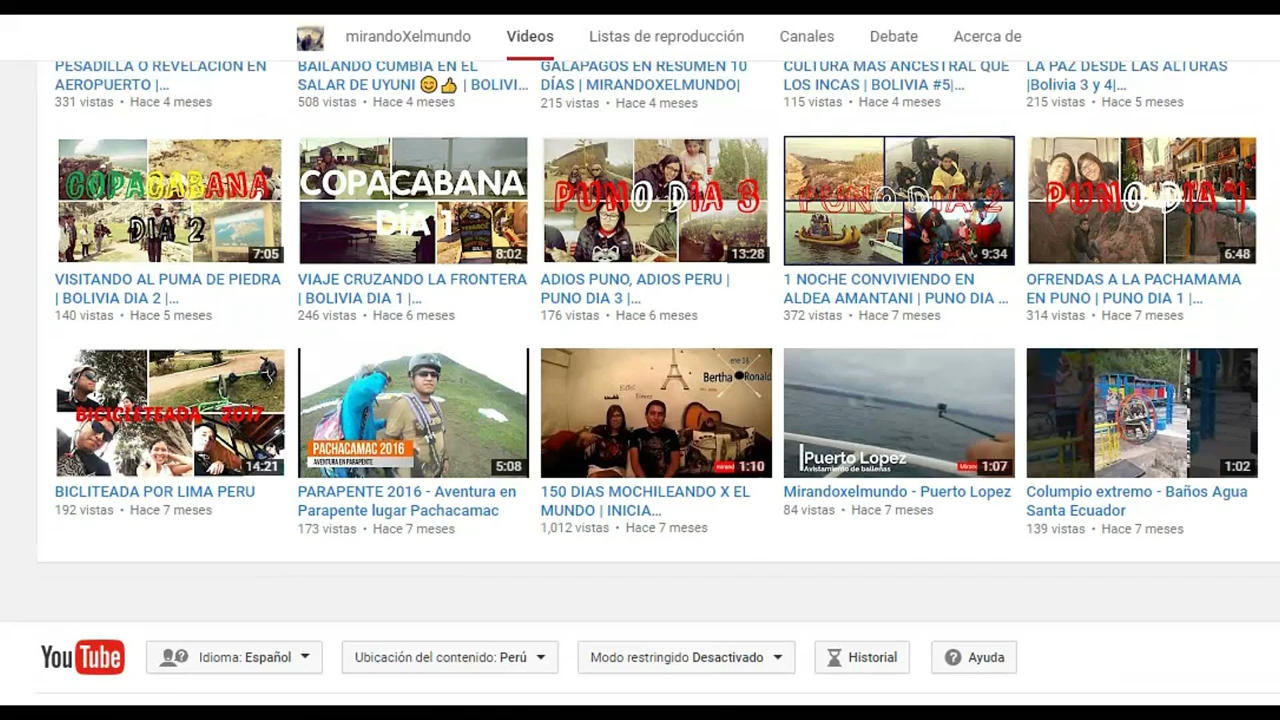 mirandoXelmundo Videos Listas de reproducción Canales Debate Acerca de
PESADILLA O REVELACION EN
AEROPUERTO |...
331 vistas • Hace 4 meses
BAILANDO CUMBIA EN EL
SALAR DE UYUNI 😊👍 | BOLIVI...
508 vistas • Hace 4 meses
GALAPAGOS EN RESUMEN 10
DÍAS | MIRANDOXELMUNDO|
215 vistas • Hace 4 meses
CULTURA MAS ANCESTRAL QUE
LOS INCAS | BOLIVIA #5|...
115 vistas • Hace 4 meses
LA PAZ DESDE LAS ALTURAS
|Bolivia 3 y 4|...
215 vistas • Hace 5 meses
COPACABANA
DIA 2
7:05
VISITANDO AL PUMA DE PIEDRA
| BOLIVIA DIA 2 |...
140 vistas • Hace 5 meses
COPACABANA
DÍA 1
8:02
VIAJE CRUZANDO LA FRONTERA
| BOLIVIA DIA 1 |...
246 vistas • Hace 6 meses
PUNO DIA 3
13:28
ADIOS PUNO, ADIOS PERU |
PUNO DIA 3 |...
176 vistas • Hace 6 meses
PUNO DIA 2
9:34
1 NOCHE CONVIVIENDO EN
ALDEA AMANTANI | PUNO DIA ...
372 vistas • Hace 7 meses
PUNO DIA 1
6:48
OFRENDAS A LA PACHAMAMA
EN PUNO | PUNO DIA 1 |...
314 vistas • Hace 7 meses
BICICLETEADA 2017
14:21
BICLITEADA POR LIMA PERU
192 vistas • Hace 7 meses
PACHACAMAC 2016
AVENTURA EN PARAPENTE
5:08
PARAPENTE 2016 - Aventura en
Parapente lugar Pachacamac
173 vistas • Hace 7 meses
ene 16
Bertha Ronald
1:10
150 DIAS MOCHILEANDO X EL
MUNDO | INICIA...
1,012 vistas • Hace 7 meses
Puerto Lopez
Avistamiento de ballenas
1:07
Mirandoxelmundo - Puerto Lopez
84 vistas • Hace 7 meses
1:02
Columpio extremo - Baños Agua
Santa Ecuador
139 vistas • Hace 7 meses
YouTube Idioma: Español Ubicación del contenido: Perú Modo restringido Desactivado Historial Ayuda